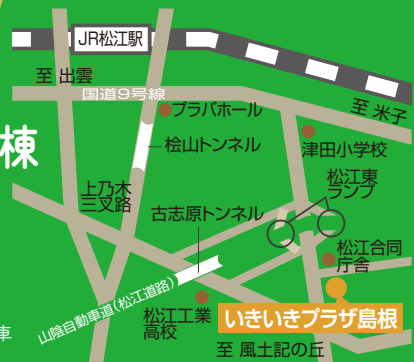 JR松江駅
至 出雲
国道9号線
プラバホール
至 米子
桧山トンネル
津田小学校
棟
上乃木
三叉路
松江東
ランプ
古志原トンネル
松江合同
庁舎
山陰自動車道(松江道路)
いきいきプラザ島根
松江工業
高校
車
至 風土記の丘